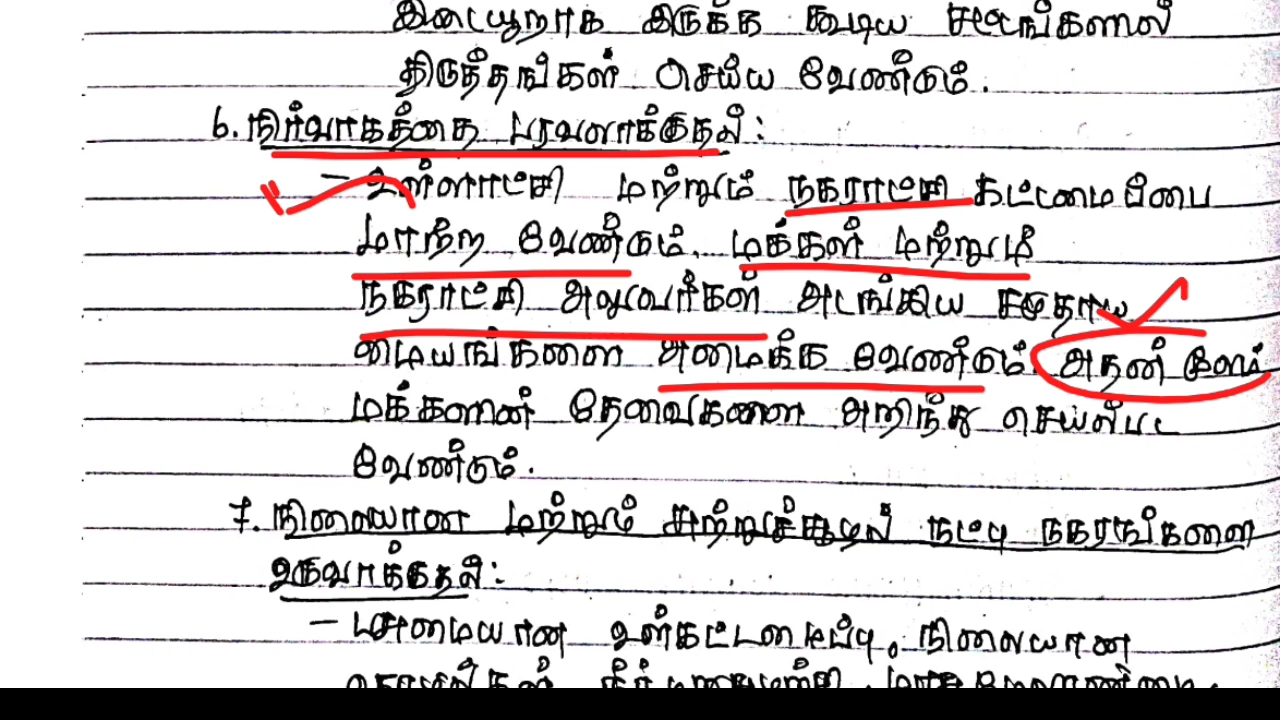 இடையூறாக இருக்க கூடிய சட்டங்களால்
திருத்தங்கள் செய்ய வேண்டும்.
6. நிர்வாகத்தை பரவலாக்குதல்:
- உள்ளாட்சி மற்றும் நகராட்சி கட்டமைப்பை
மாற்ற வேண்டும். மக்கள் மற்றும்
நகராட்சி அலுவர்கள் அடங்கிய சமுதாய
மையங்களை அமைக்க வேண்டும் அதன் மூலம்
மக்களின் தேவைகளை அறிந்து செயல்பட
வேண்டும்.
7. நிலையான மற்றும் சுற்றுச்சூழல் நட்பு நகரங்களை
உருவாக்குதல்:
- பசுமையான உள்கட்டமைப்பு, நிலையான